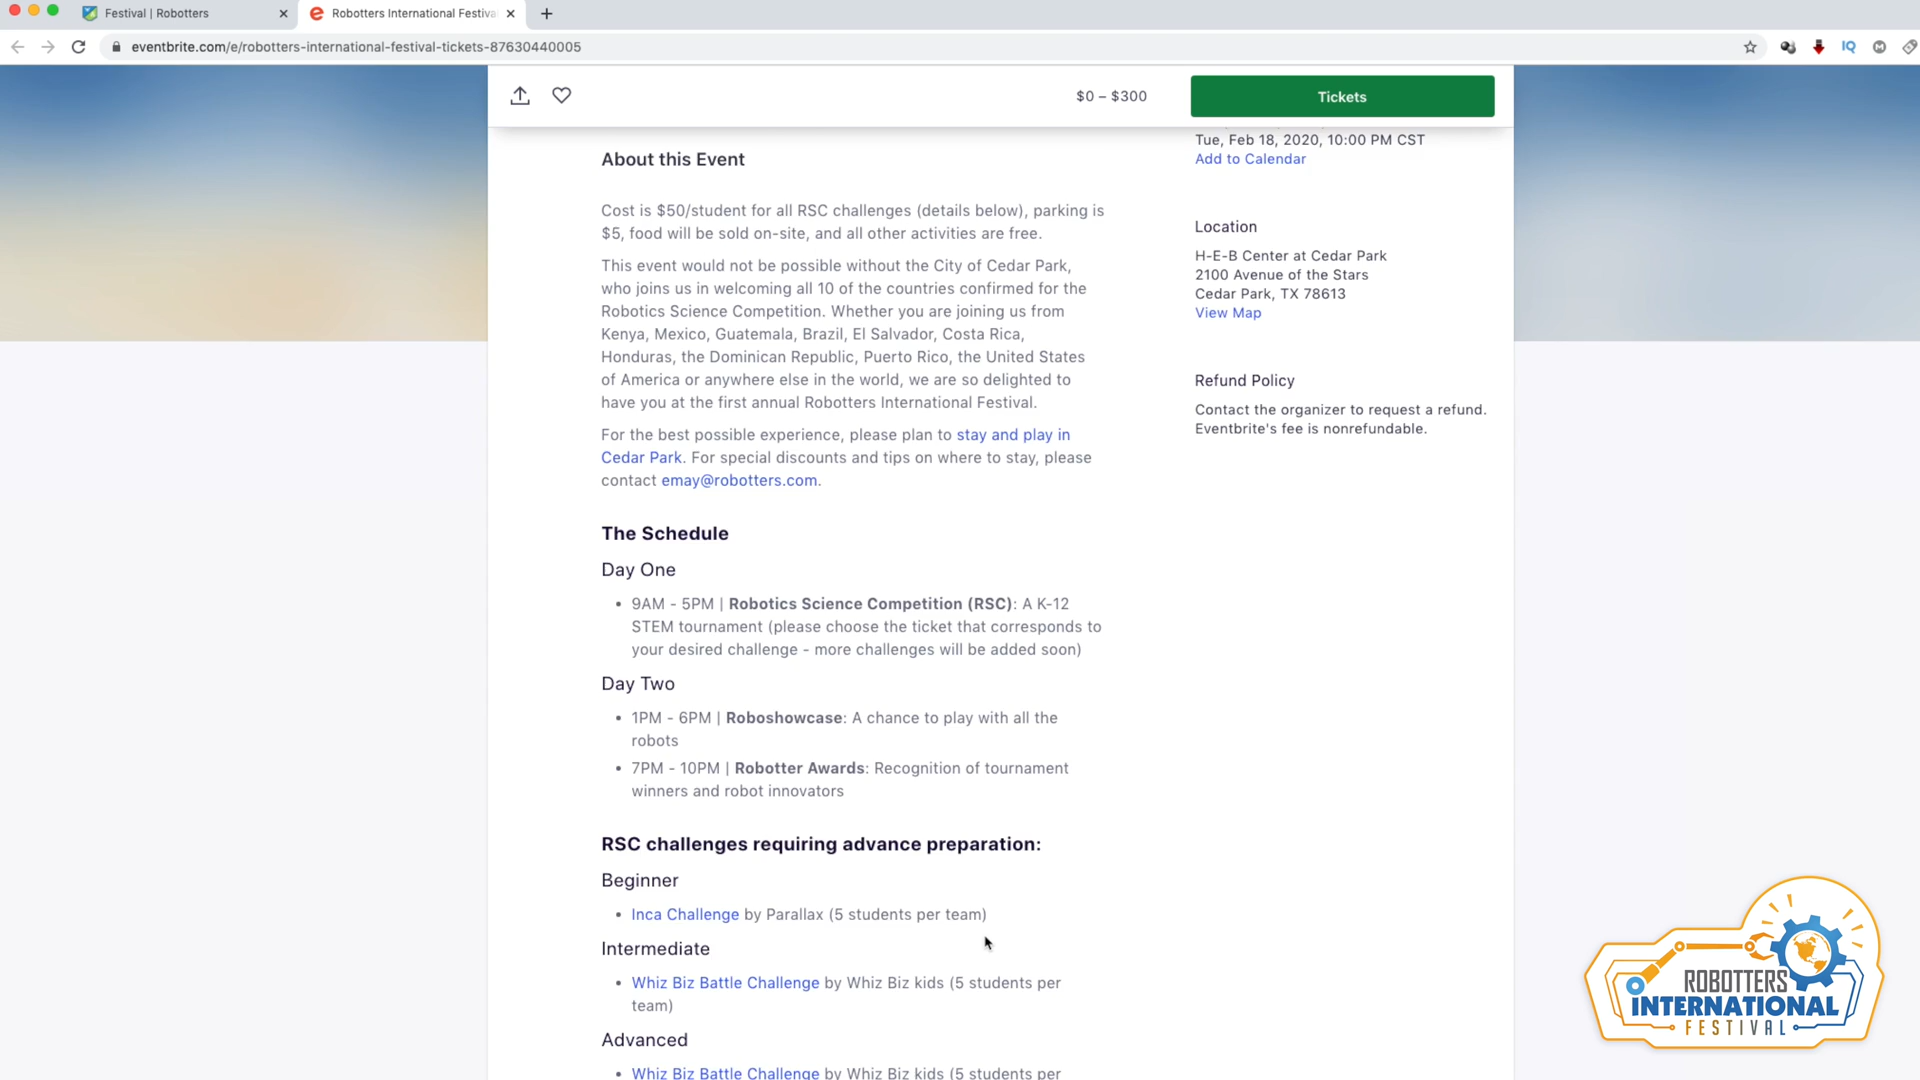 Festival | Robotters
Robotters International Festiva
eventbrite.com/e/robotters-international-festival-tickets-87630440005
IQ
$0 – $300
Tickets
Tue, Feb 18, 2020, 10:00 PM CST
Add to Calendar
About this Event
Cost is $50/student for all RSC challenges (details below), parking is
$5, food will be sold on-site, and all other activities are free.
This event would not be possible without the City of Cedar Park,
who joins us in welcoming all 10 of the countries confirmed for the
Robotics Science Competition. Whether you are joining us from
Kenya, Mexico, Guatemala, Brazil, El Salvador, Costa Rica,
Honduras, the Dominican Republic, Puerto Rico, the United States
of America or anywhere else in the world, we are so delighted to
have you at the first annual Robotters International Festival.
For the best possible experience, please plan to stay and play in
Cedar Park. For special discounts and tips on where to stay, please
contact emay@robotters.com.
Location
H-E-B Center at Cedar Park
2100 Avenue of the Stars
Cedar Park, TX 78613
View Map
Refund Policy
Contact the organizer to request a refund.
Eventbrite's fee is nonrefundable.
The Schedule
Day One
• 9AM - 5PM | Robotics Science Competition (RSC): A K-12
STEM tournament (please choose the ticket that corresponds to
your desired challenge - more challenges will be added soon)
Day Two
• 1PM - 6PM | Roboshowcase: A chance to play with all the
robots
• 7PM - 10PM | Robotter Awards: Recognition of tournament
winners and robot innovators
RSC challenges requiring advance preparation:
Beginner
• Inca Challenge by Parallax (5 students per team)
Intermediate
• Whiz Biz Battle Challenge by Whiz Biz kids (5 students per
team)
Advanced
• Whiz Biz Battle Challenge by Whiz Biz kids (5 students per
ROBOTTERS
INTERNATIONAL
FESTIVAL